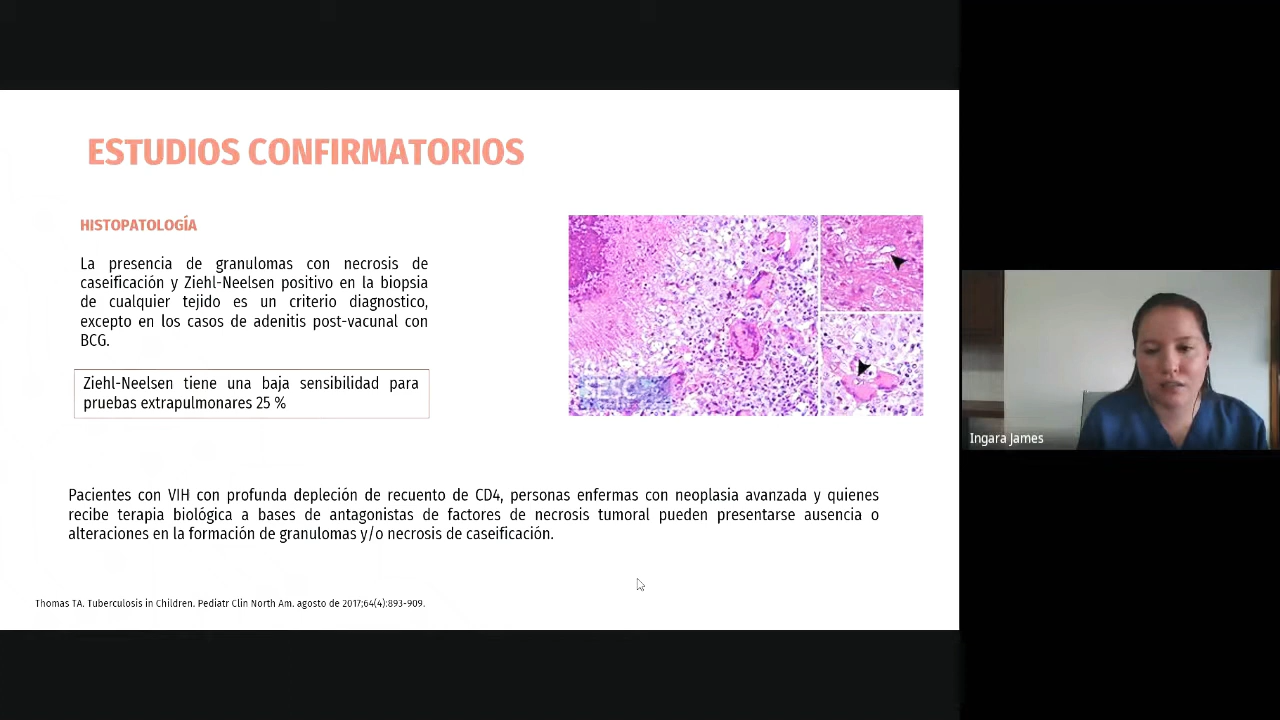 ESTUDIOS CONFIRMATORIOS
HISTOPATOLOGÍA
La presencia de granulomas con necrosis de
caseificación y Ziehl-Neelsen positivo en la biopsia
de cualquier tejido es un criterio diagnostico,
excepto en los casos de adenitis post-vacunal con
BCG.
Ziehl-Neelsen tiene una baja sensibilidad para
pruebas extrapulmonares 25 %
SESC
Pacientes con VIH con profunda depleción de recuento de CD4, personas enfermas con neoplasia avanzada y quienes
recibe terapia biológica a bases de antagonistas de factores de necrosis tumoral pueden presentarse ausencia o
alteraciones en la formación de granulomas y/o necrosis de caseificación.
Thomas TA. Tuberculosis in Children. Pediatr Clin North Am. agosto de 2017;64(4):893-909.
Ingara James